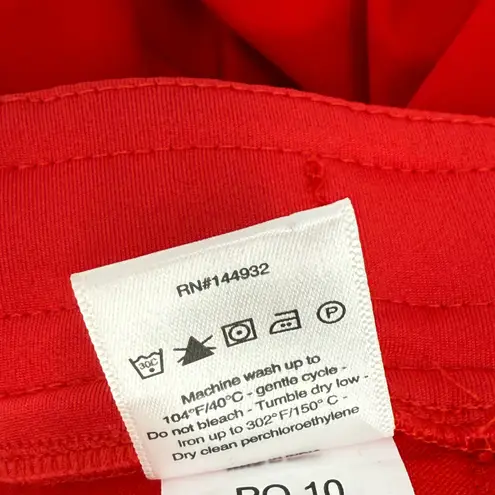 RN#144932
30C P
Machine wash up to
104°F/40°C - gentle cycle -
Do not bleach - Tumble dry low -
Iron up to 302°F/150° C -
Dry clean perchloroethylene